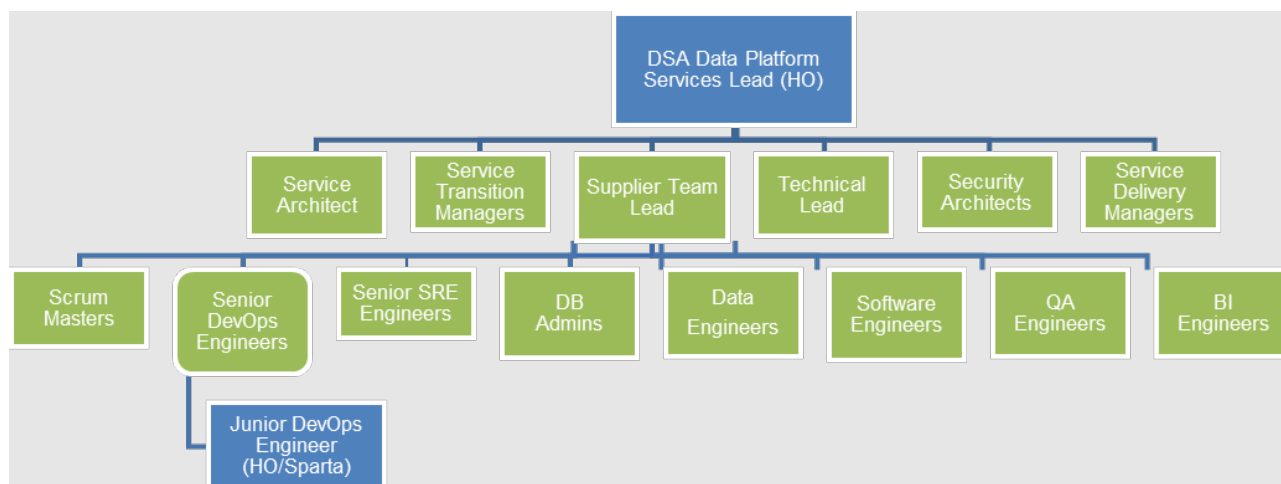 DSA Data Platform
Services Lead (HO)
Service
Architect
Service
Transition
Managers
Supplier Team
Lead
Technical
Lead
Security
Architects
Service
Delivery
Managers
Scrum
Masters
Senior
DevOps
Engineers
Senior SRE
Engineers
DB
Admins
Data
Engineers
Software
Engineers
QA
Engineers
BI
Engineers
Junior DevOps
Engineer
(HO/Sparta)